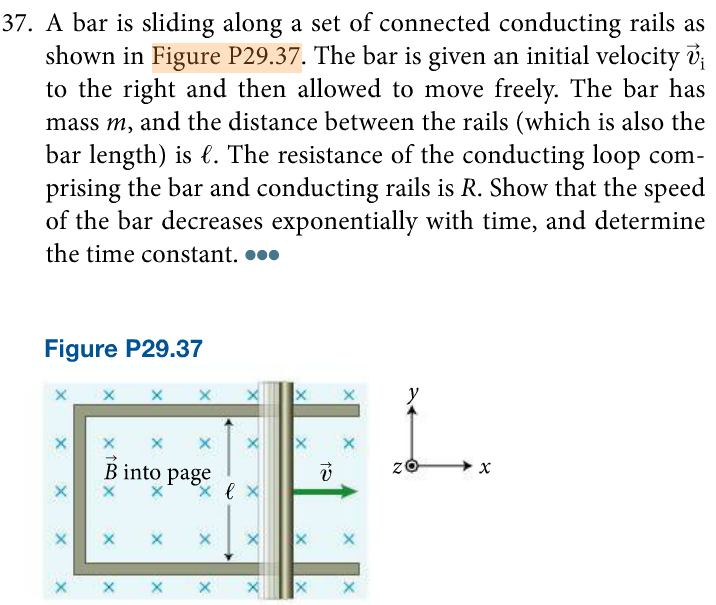 37. A bar is sliding along a set of connected conducting rails as
shown in Figure P29.37. The bar is given an initial velocity v⃗ᵢ
to the right and then allowed to move freely. The bar has
mass m, and the distance between the rails (which is also the
bar length) is ℓ. The resistance of the conducting loop com-
prising the bar and conducting rails is R. Show that the speed
of the bar decreases exponentially with time, and determine
the time constant. •••
Figure P29.37
B⃗ into page
ℓ
v⃗
y
z
x